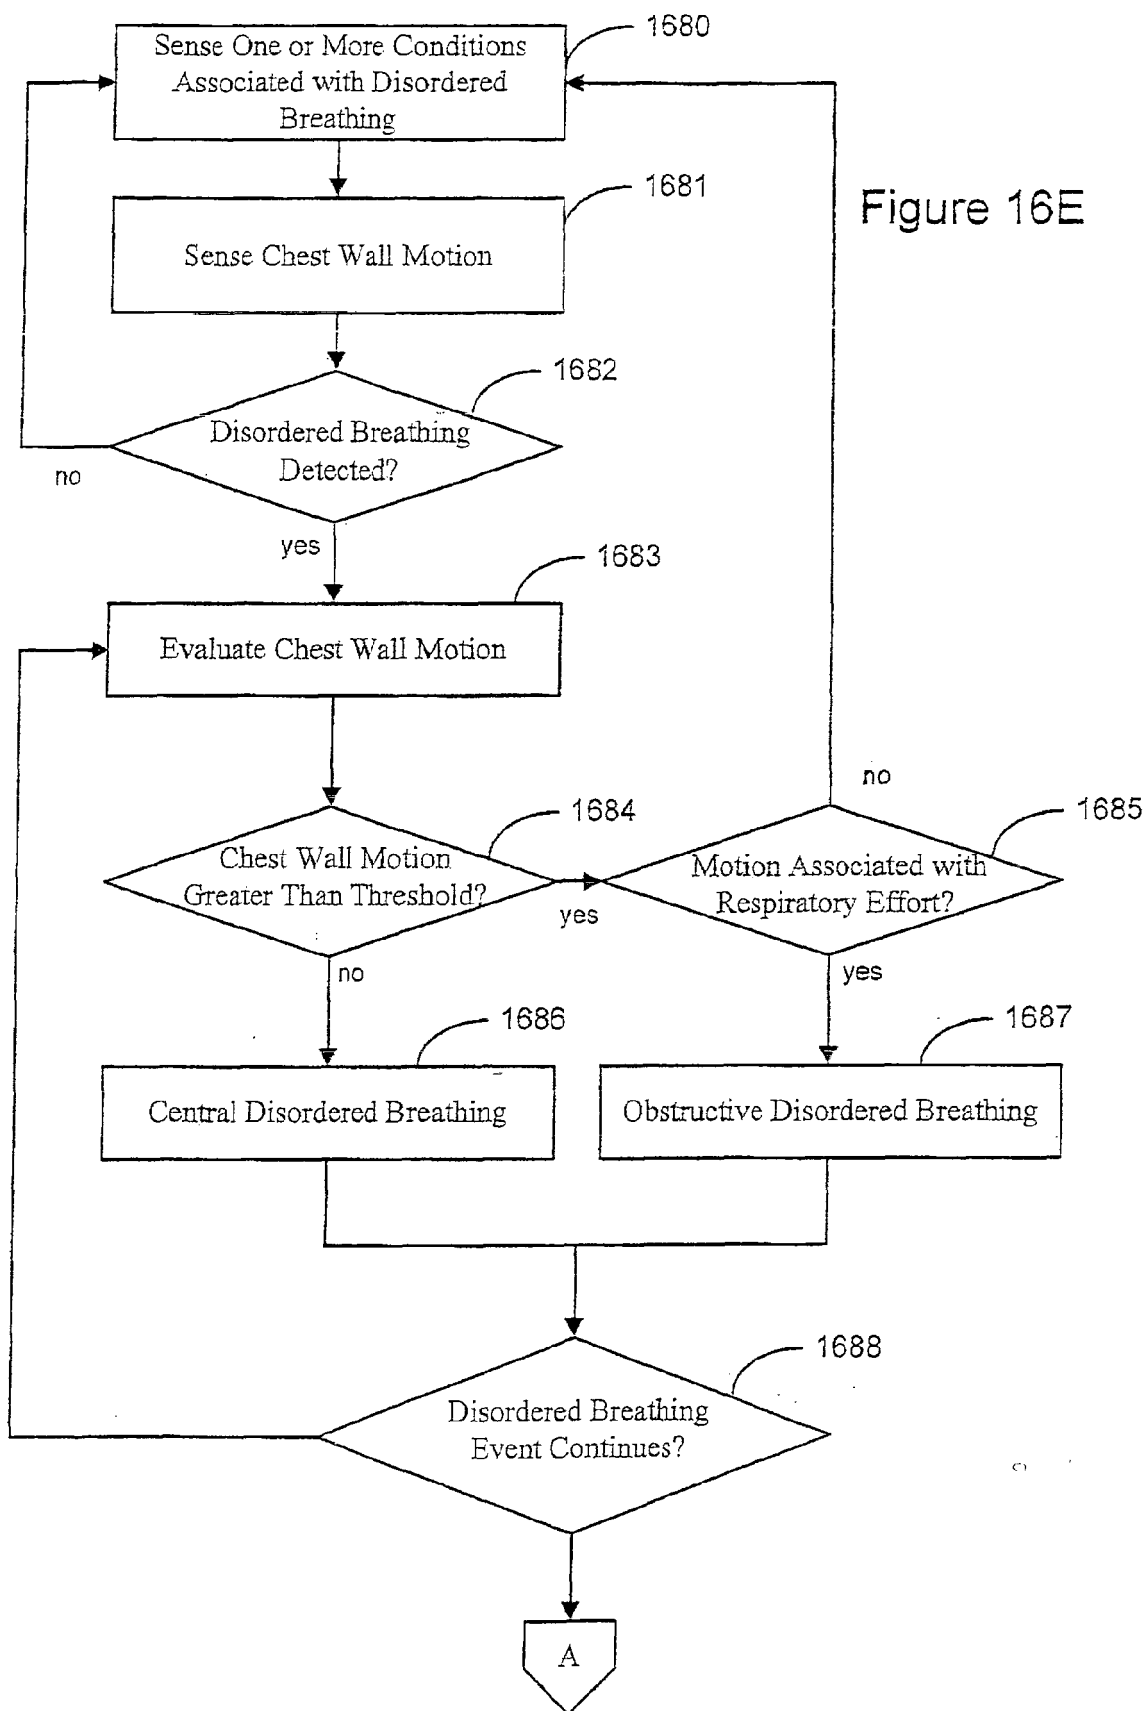 1680
Sense One or More Conditions
Associated with Disordered
Breathing
1681
Figure 16E
Sense Chest Wall Motion
1682
Disordered Breathing
Detected?
no
yes
1683
Evaluate Chest Wall Motion
no
1684
1685
Chest Wall Motion
Greater Than Threshold?
yes
Motion Associated with
Respiratory Effort?
no
yes
1686
1687
Central Disordered Breathing
Obstructive Disordered Breathing
1688
Disordered Breathing
Event Continues?
A